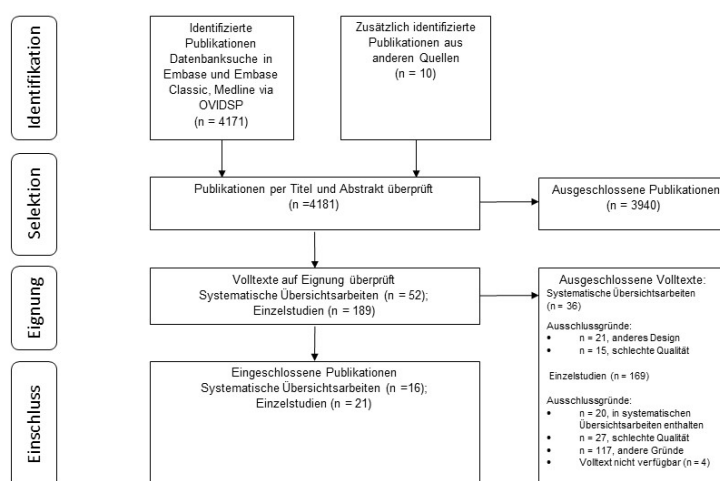 Identifikation
Identifizierte
Publikationen
Datenbanksuche in
Embase und Embase
Classic, Medline via
OVIDSP
(n = 4171)
Zusätzlich identifizierte
Publikationen aus
anderen Quellen
(n = 10)
Selektion
Publikationen per Titel und Abstrakt überprüft
(n =4181)
Ausgeschlossene Publikationen
(n = 3940)
Eignung
Volltexte auf Eignung überprüft
Systematische Übersichtsarbeiten (n = 52);
Einzelstudien (n = 189)
Ausgeschlossene Volltexte:
Systematische Übersichtsarbeiten
(n = 36)
Ausschlussgründe:
• n = 21, anderes Design
• n = 15, schlechte Qualität
Einzelstudien (n = 169)
Ausschlussgründe:
• n = 20, in systematischen
Übersichtsarbeiten enthalten
• n = 27, schlechte Qualität
• n = 117, andere Gründe
• Volltext nicht verfügbar (n = 4)
Einschluss
Eingeschlossene Publikationen
Systematische Übersichtsarbeiten (n =16);
Einzelstudien (n = 21)